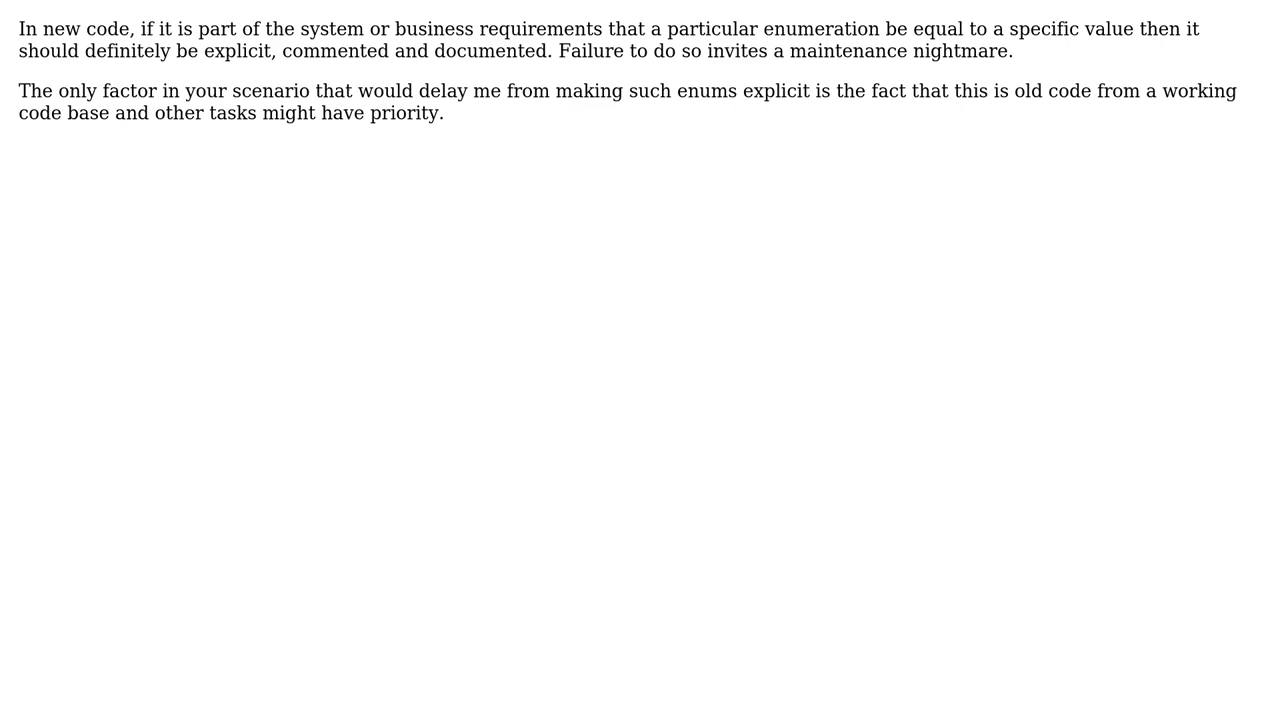 In new code, if it is part of the system or business requirements that a particular enumeration be equal to a specific value then it
should definitely be explicit, commented and documented. Failure to do so invites a maintenance nightmare.
The only factor in your scenario that would delay me from making such enums explicit is the fact that this is old code from a working
code base and other tasks might have priority.